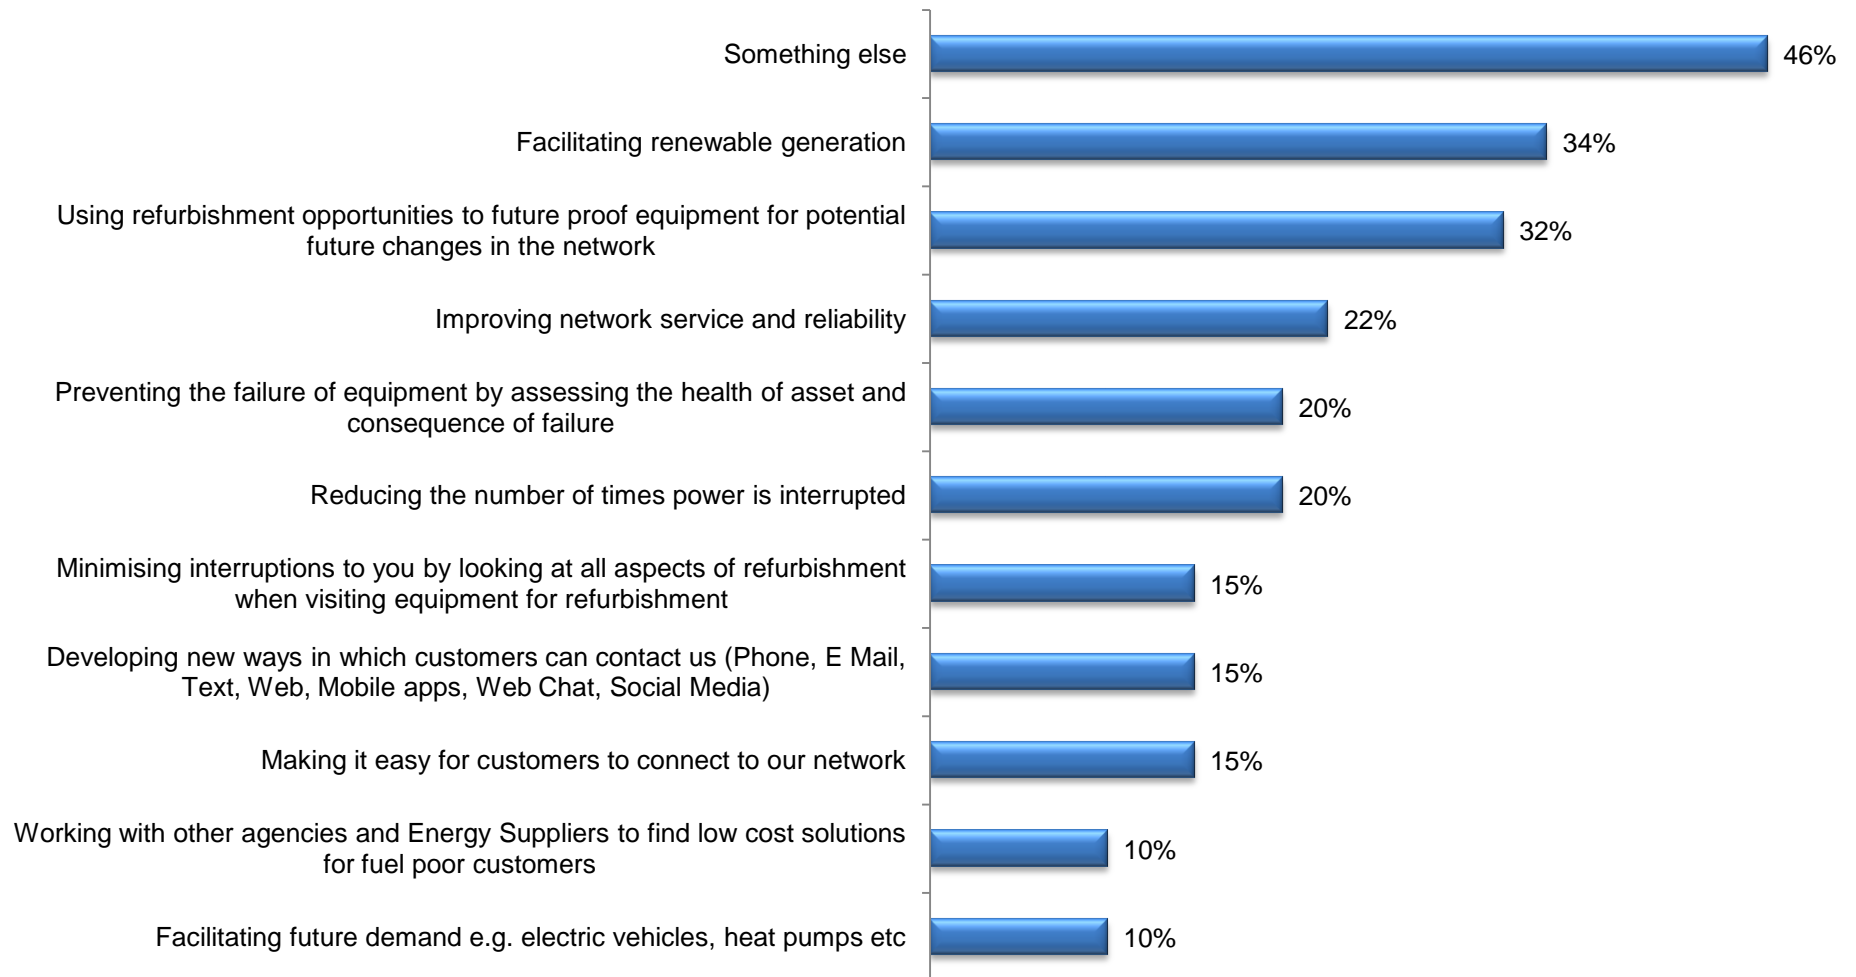 Something else
46%
Facilitating renewable generation
34%
Using refurbishment opportunities to future proof equipment for potential
future changes in the network
32%
Improving network service and reliability
22%
Preventing the failure of equipment by assessing the health of asset and
consequence of failure
20%
Reducing the number of times power is interrupted
20%
Minimising interruptions to you by looking at all aspects of refurbishment
when visiting equipment for refurbishment
15%
Developing new ways in which customers can contact us (Phone, E Mail,
Text, Web, Mobile apps, Web Chat, Social Media)
15%
Making it easy for customers to connect to our network
15%
Working with other agencies and Energy Suppliers to find low cost solutions
for fuel poor customers
10%
Facilitating future demand e.g. electric vehicles, heat pumps etc
10%